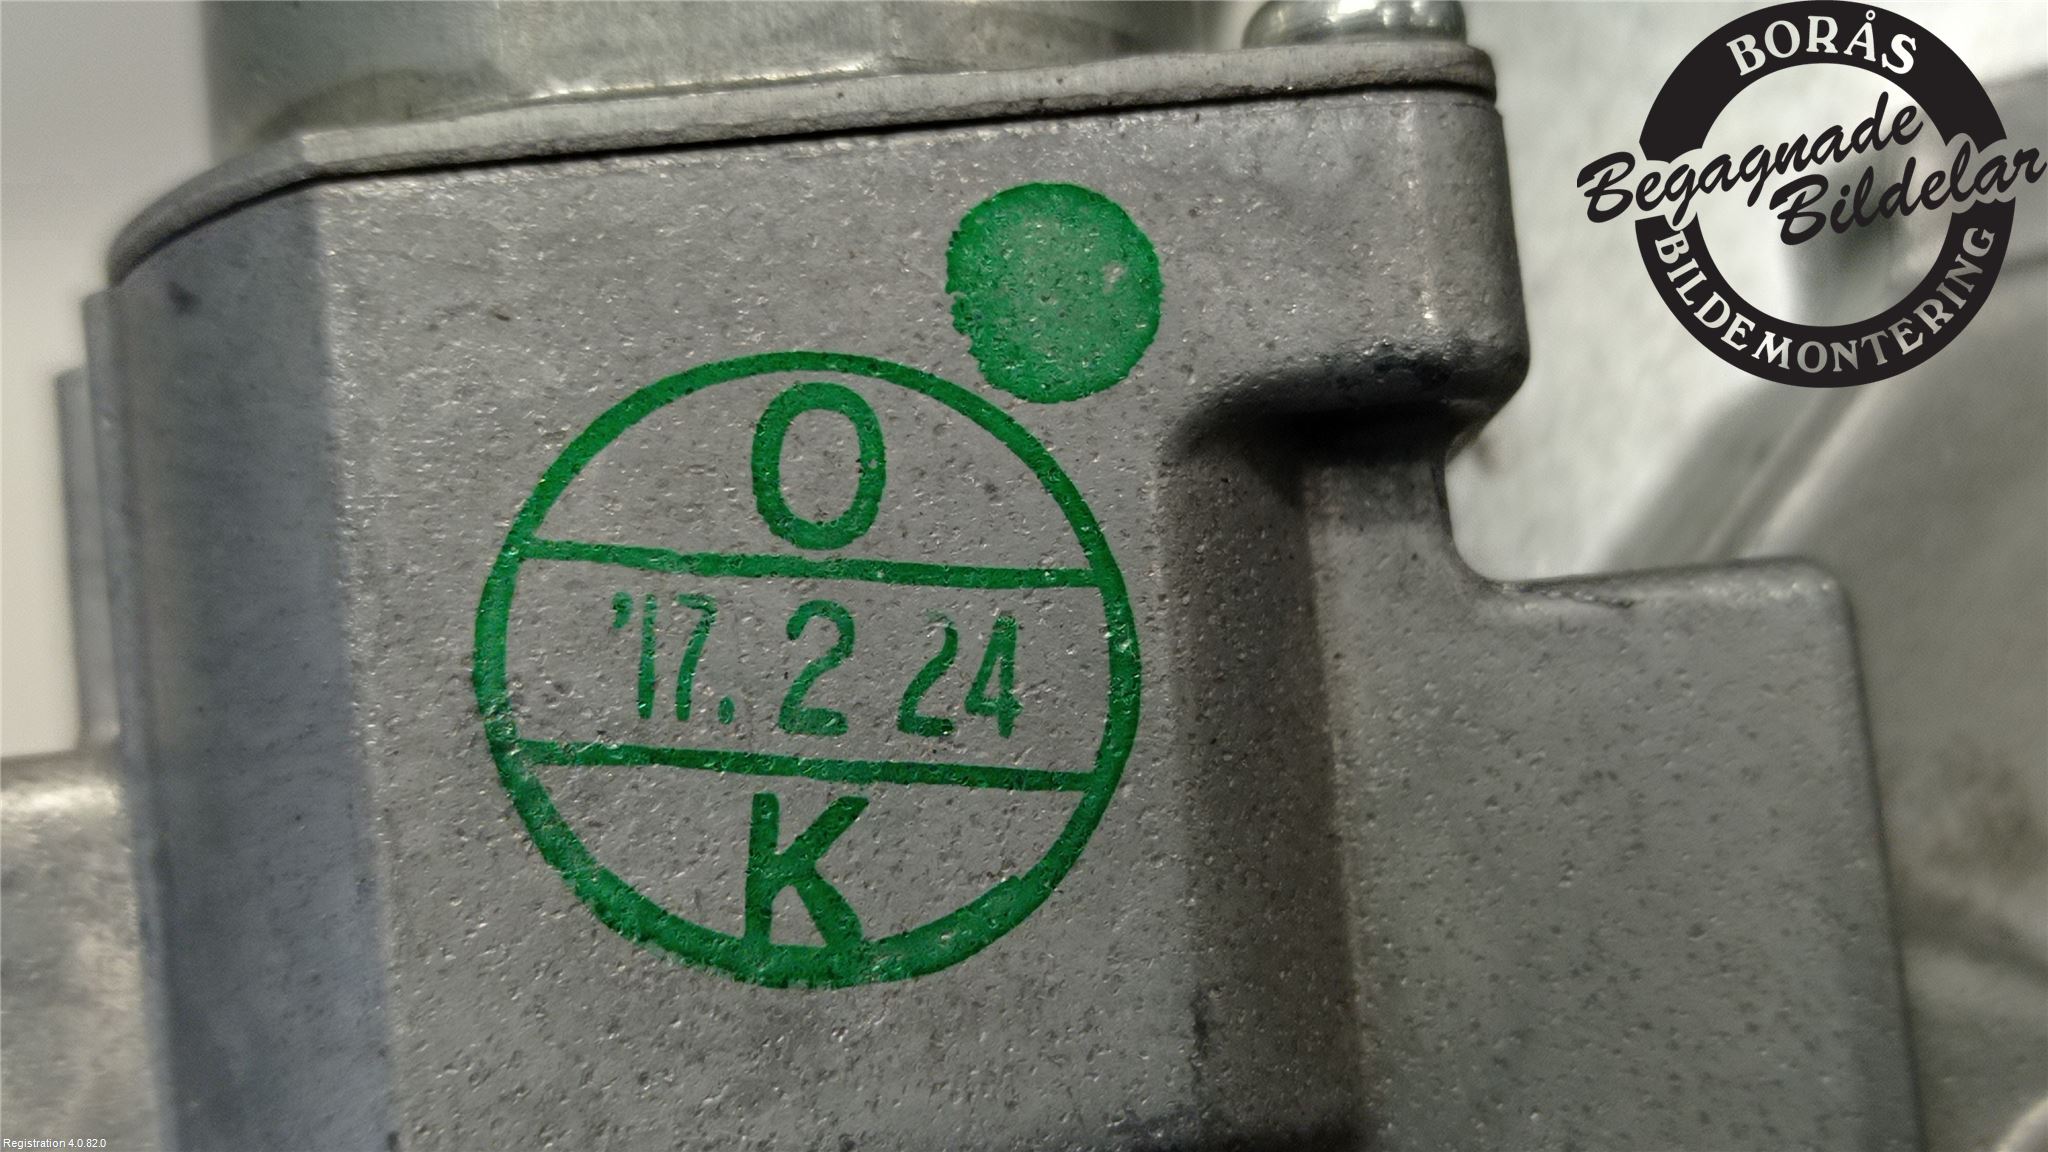 BORÅS
Begagnade
Bildelar
BILDEMONTERING
O
'17. 2 24
K
Registration 4.0.82.0